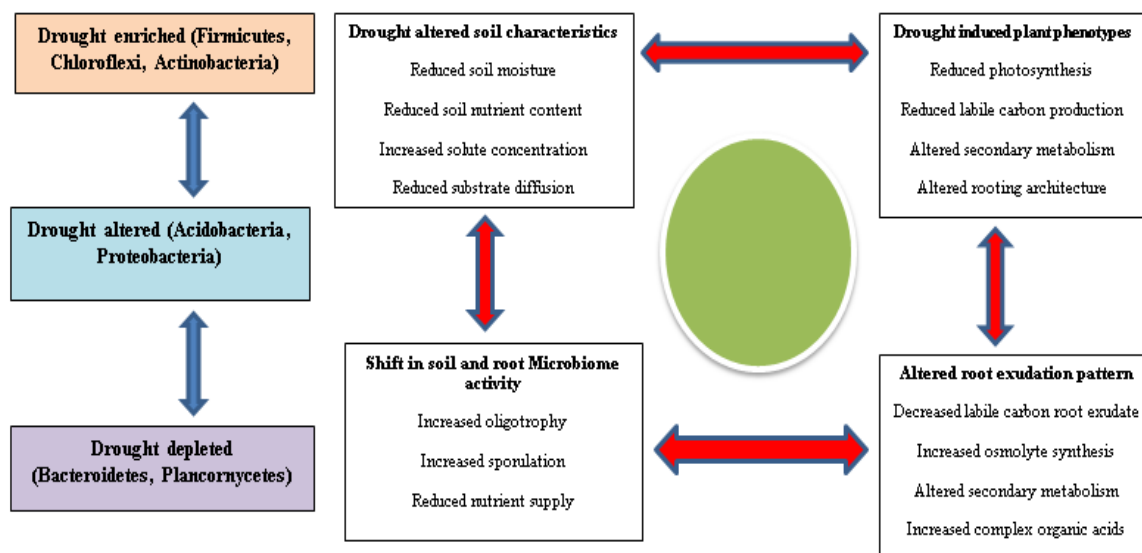 Drought enriched (Firmicutes,
Chloroflexi, Actinobacteria)
Drought altered (Acidobacteria,
Proteobacteria)
Drought depleted
(Bacteroidetes, Plancornycetes)
Drought altered soil characteristics
Reduced soil moisture
Reduced soil nutrient content
Increased solute concentration
Reduced substrate diffusion
Drought induced plant phenotypes
Reduced photosynthesis
Reduced labile carbon production
Altered secondary metabolism
Altered rooting architecture
Shift in soil and root Microbiome
activity
Increased oligotrophy
Increased sporulation
Reduced nutrient supply
Altered root exudation pattern
Decreased labile carbon root exudate
Increased osmolyte synthesis
Altered secondary metabolism
Increased complex organic acids